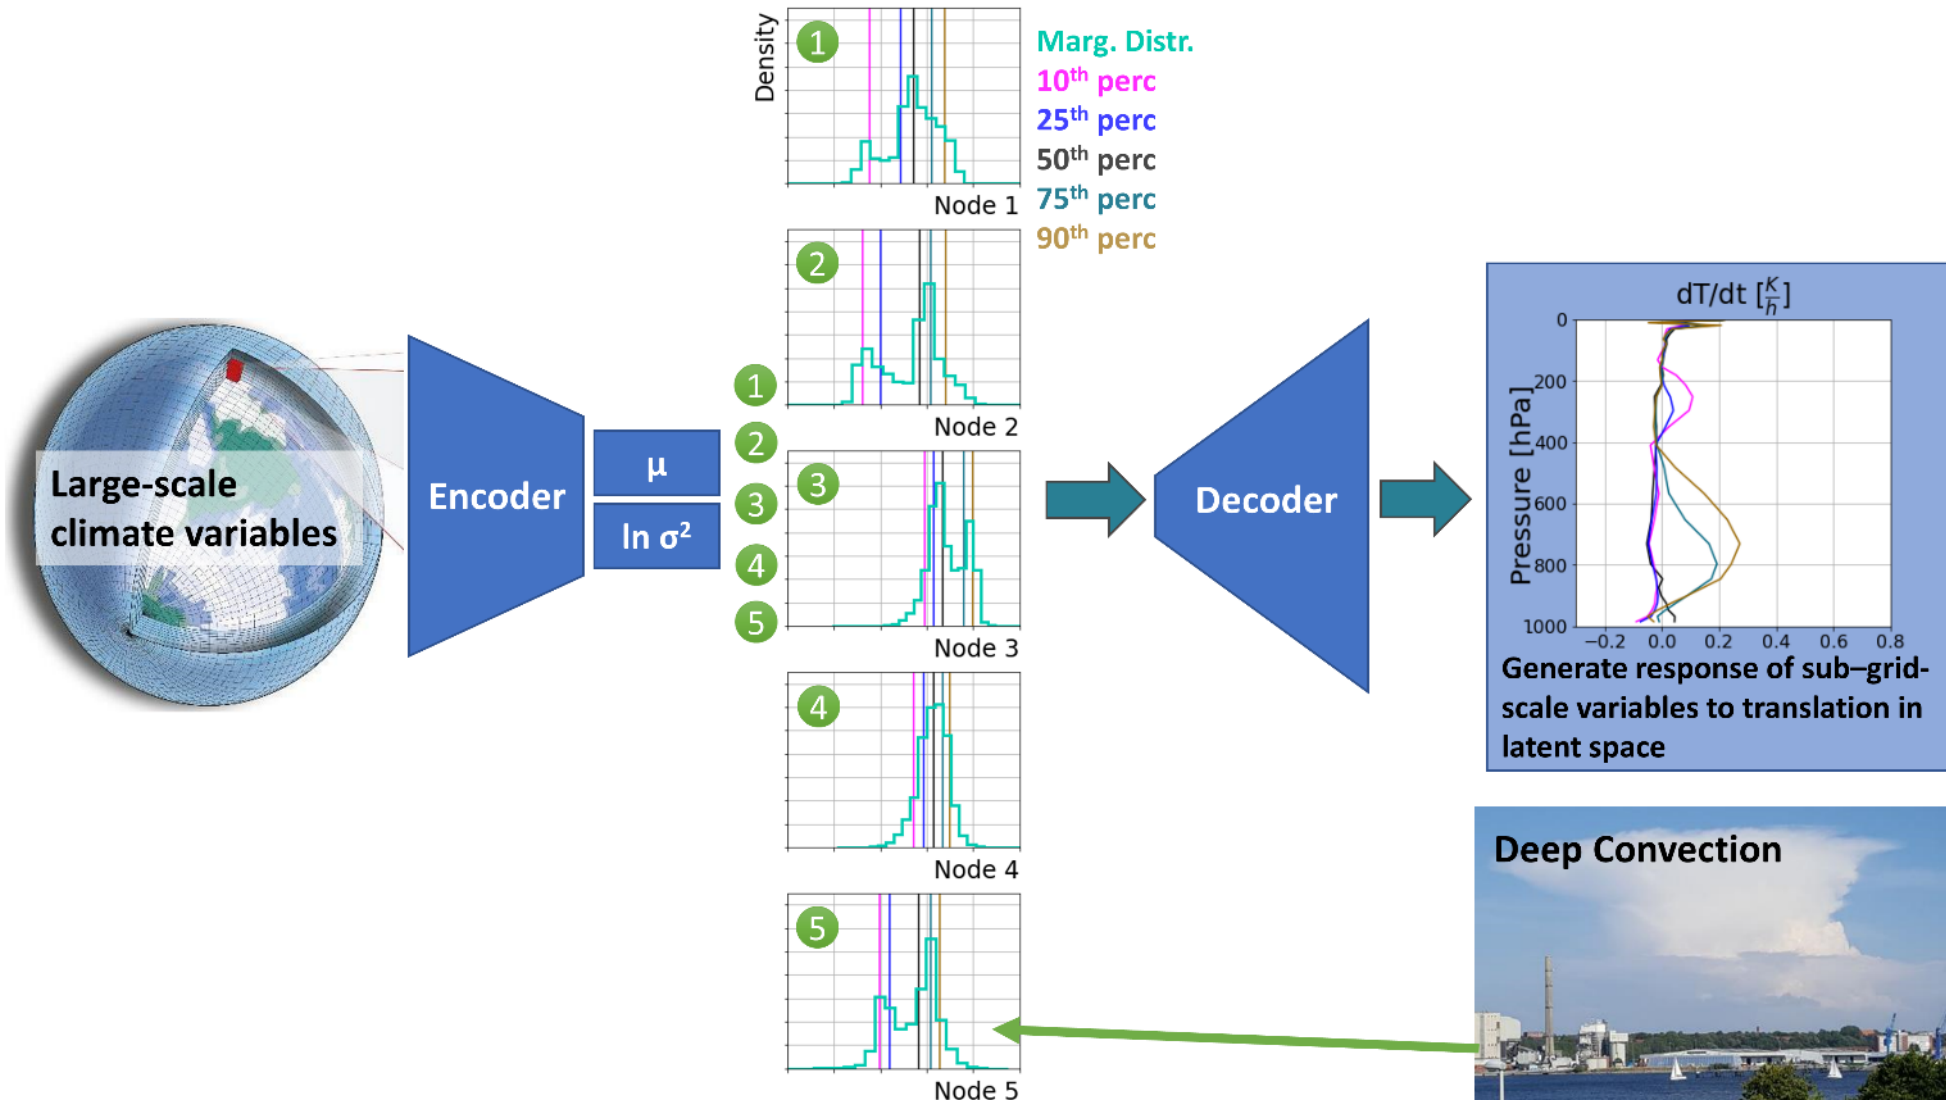 Density
1
Node 1
Marg. Distr.
10th perc
25th perc
50th perc
75th perc
90th perc
2
Node 2
3
Node 3
4
Node 4
5
Node 5
Large-scale
climate variables
Encoder
μ
ln σ²
1
2
3
4
5
Decoder
dT/dt [K/h]
Pressure [hPa]
0
200
400
600
800
1000
−0.2 0.0 0.2 0.4 0.6 0.8
Generate response of sub–grid-
scale variables to translation in
latent space
Deep Convection